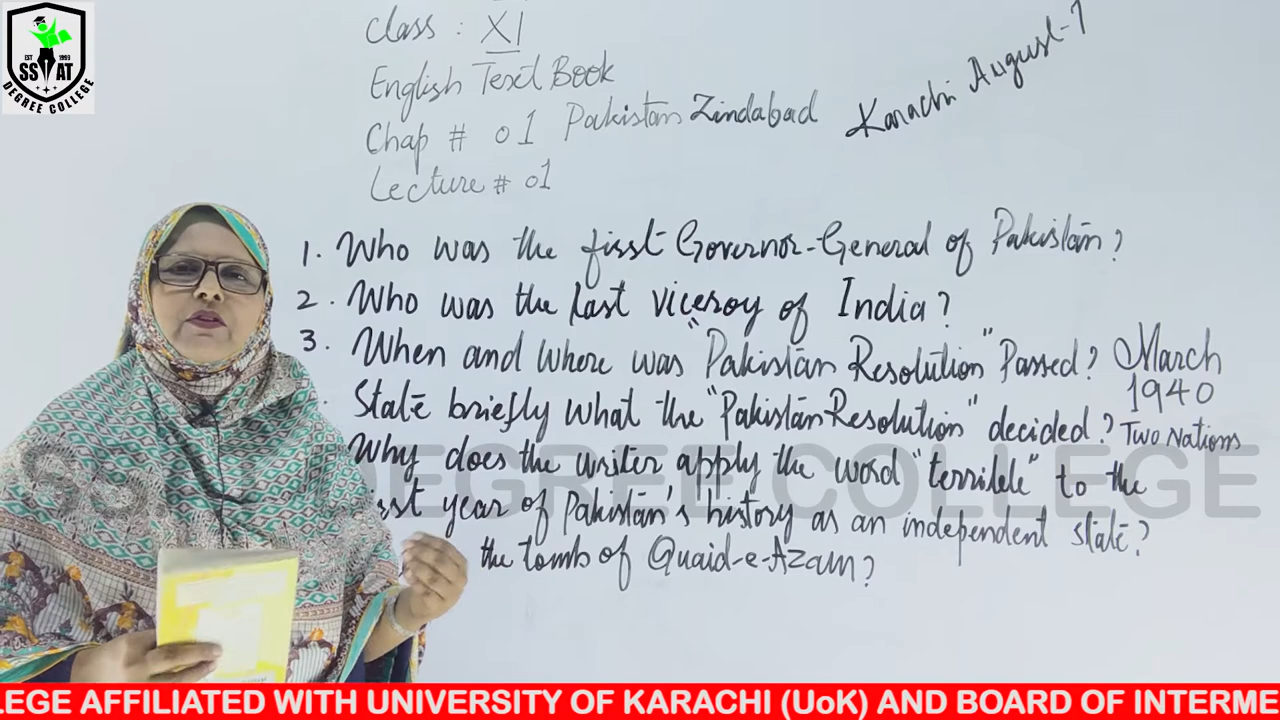 EST 1999
SS AT
DEGREE COLLEGE
Class : XI
English Text Book
Chap # 01 Pakistan Zindabad
Lecture # 01
Karachi August-7
1. Who was the first Governor-General of Pakistan?
2. Who was the last viceroy of India?
3. When and where was "Pakistan Resolution" Passed? March 1940
State briefly what the "Pakistan Resolution" decided? Two Nations
Why does the writer apply the word "terrible" to the
year of Pakistan's history as an independent state?
the tomb of Quaid-e-Azam?
DEGREE COLLEGE
LEGE AFFILIATED WITH UNIVERSITY OF KARACHI (UoK) AND BOARD OF INTERME